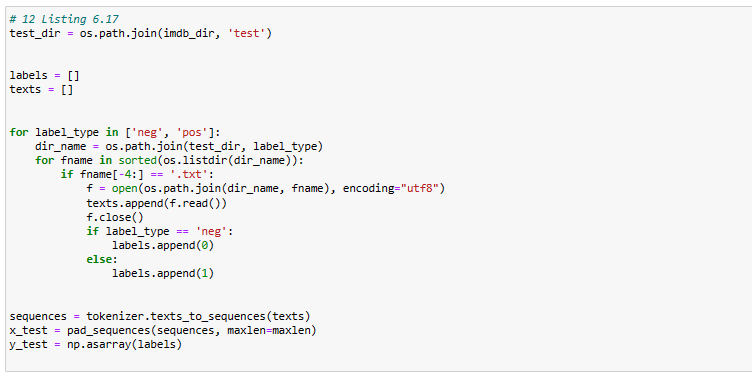 # 12 Listing 6.17
test_dir = os.path.join(imdb_dir, 'test')
labels = []
texts = []
for label_type in ['neg', 'pos']:
    dir_name = os.path.join(test_dir, label_type)
    for fname in sorted(os.listdir(dir_name)):
        if fname[-4:] == '.txt':
            f = open(os.path.join(dir_name, fname), encoding="utf8")
            texts.append(f.read())
            f.close()
            if label_type == 'neg':
                labels.append(0)
            else:
                labels.append(1)
sequences = tokenizer.texts_to_sequences(texts)
x_test = pad_sequences(sequences, maxlen=maxlen)
y_test = np.asarray(labels)